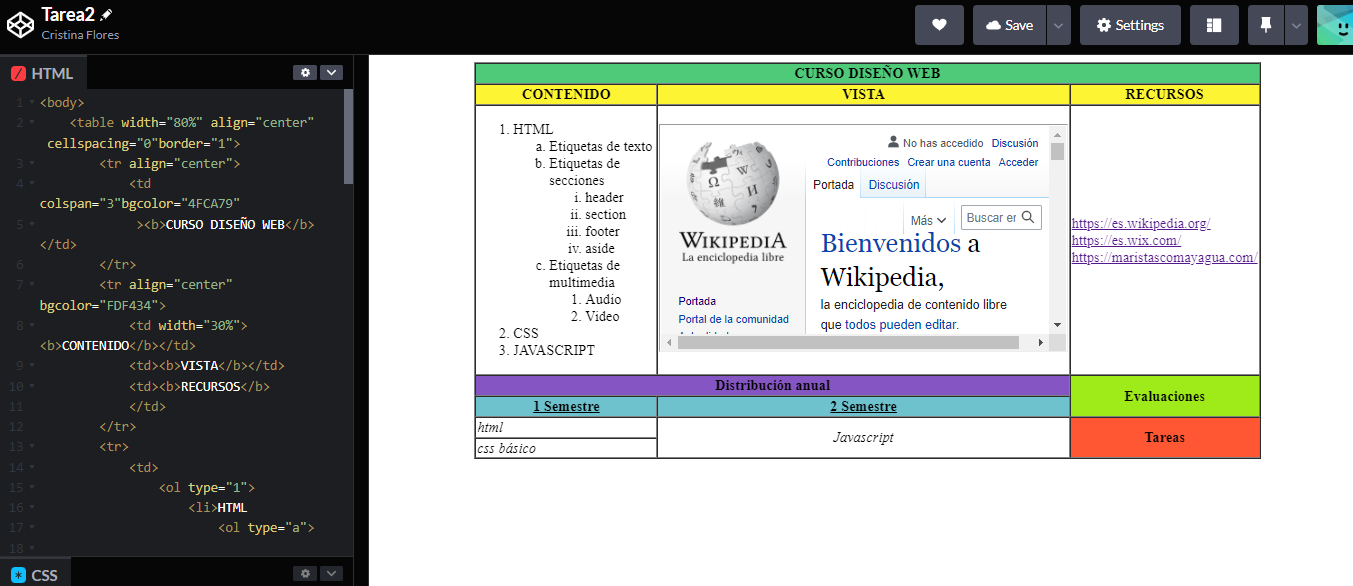 Tarea2
Cristina Flores
Save
Settings
HTML
1 <body>
2 <table width="80%" align="center"
cellspacing="0"border="1">
3 <tr align="center">
4 <td
colspan="3"bgcolor="4FCA79"
5 ><b>CURSO DISEÑO WEB</b>
</td>
6 </tr>
7 <tr align="center"
bgcolor="FDF434">
8 <td width="30%">
<b>CONTENIDO</b></td>
9 <td><b>VISTA</b></td>
10 <td><b>RECURSOS</b>
11 </td>
12 </tr>
13 <tr>
14 <td>
15 <ol type="1">
16 <li>HTML
17 <ol type="a">
18
CSS
CURSO DISEÑO WEB
CONTENIDO VISTA RECURSOS
1. HTML
a. Etiquetas de texto
b. Etiquetas de
secciones
i. header
ii. section
iii. footer
iv. aside
c. Etiquetas de
multimedia
1. Audio
2. Video
2. CSS
3. JAVASCRIPT
WIKIPEDIA
La enciclopedia libre
Portada
Portal de la comunidad
No has accedido Discusión
Contribuciones Crear una cuenta Acceder
Portada Discusión
Más Buscar er
Bienvenidos a
Wikipedia,
la enciclopedia de contenido libre
que todos pueden editar.
https://es.wikipedia.org/
https://es.wix.com/
https://maristascomayagua.com/
Distribución anual Evaluaciones
1 Semestre 2 Semestre
html Javascript Tareas
css básico